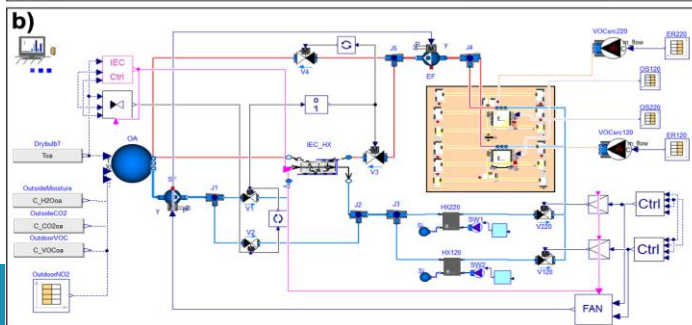 b)
VOCsrc220
ER220
m_flow
IEC
Ctrl
V4
J5
EF
y
J4
OS120
OS220
0
1
VOCsrc120
ER120
DrybulbT
Toa
OA
IEC_HX
V3
OutsideMoisture
C_H2Ooa
OutsideCO2
C_CO2oa
OutdoorVOC
C_VOCoa
OutdoorNO2
y
J1
V1
V2
J2
J3
HX220
SW1
V220
HX120
SW2
V120
Ctrl
Ctrl
FAN